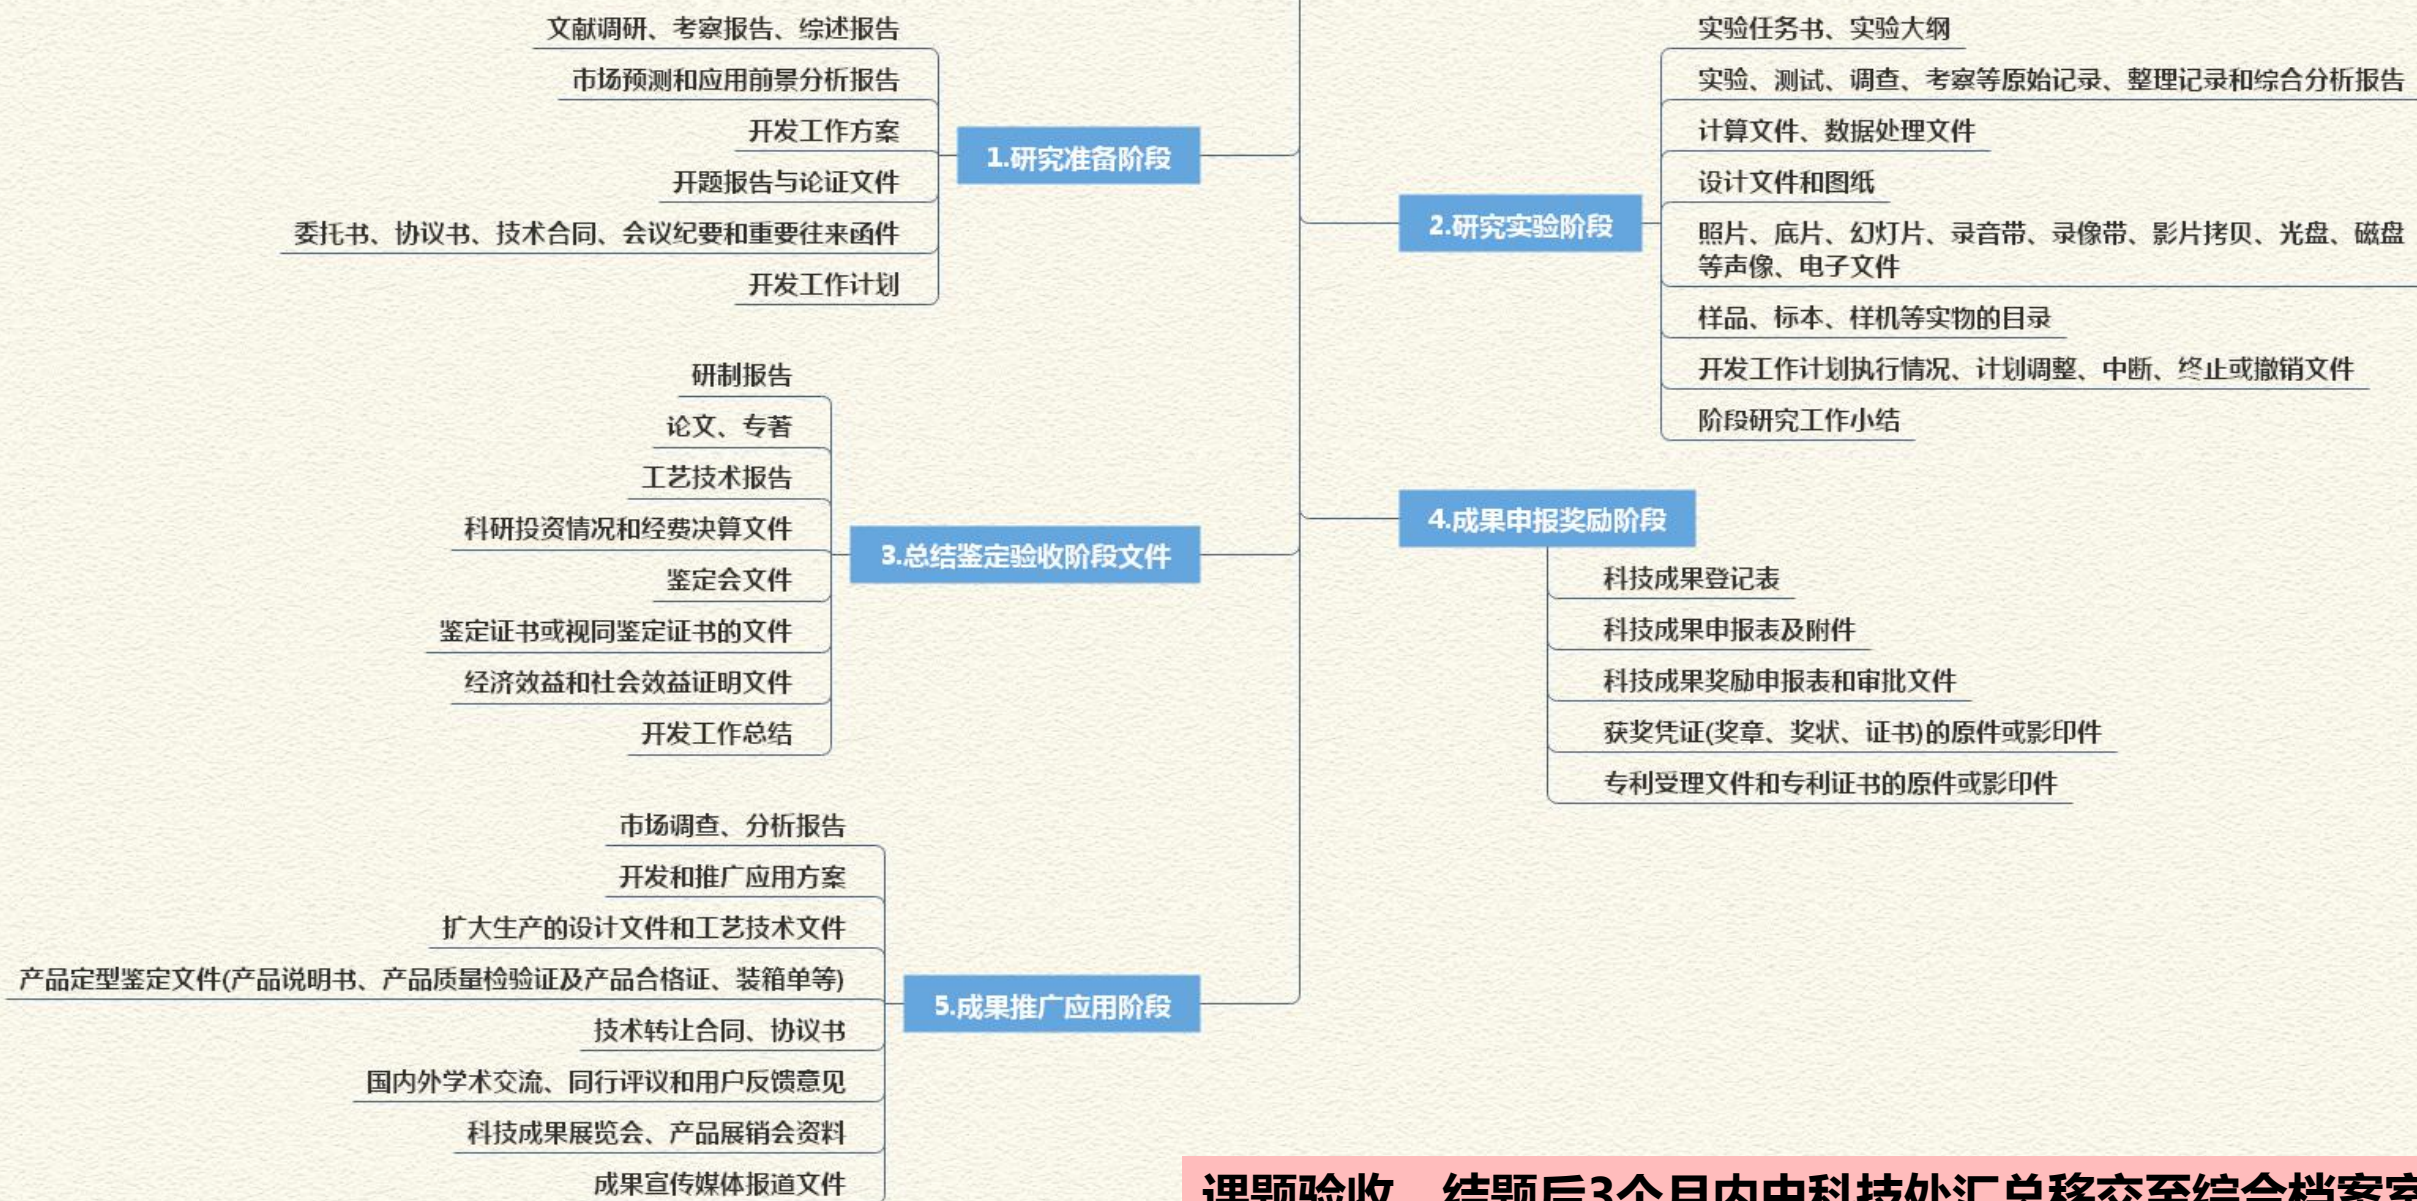 1.研究准备阶段
文献调研、考察报告、综述报告
市场预测和应用前景分析报告
开发工作方案
开题报告与论证文件
委托书、协议书、技术合同、会议纪要和重要往来函件
开发工作计划
2.研究实验阶段
实验任务书、实验大纲
实验、测试、调查、考察等原始记录、整理记录和综合分析报告
计算文件、数据处理文件
设计文件和图纸
照片、底片、幻灯片、录音带、录像带、影片拷贝、光盘、磁盘
等声像、电子文件
样品、标本、样机等实物的目录
开发工作计划执行情况、计划调整、中断、终止或撤销文件
阶段研究工作小结
3.总结鉴定验收阶段文件
研制报告
论文、专著
工艺技术报告
科研投资情况和经费决算文件
鉴定会文件
鉴定证书或视同鉴定证书的文件
经济效益和社会效益证明文件
开发工作总结
4.成果申报奖励阶段
科技成果登记表
科技成果申报表及附件
科技成果奖励申报表和审批文件
获奖凭证(奖章、奖状、证书)的原件或影印件
专利受理文件和专利证书的原件或影印件
5.成果推广应用阶段
市场调查、分析报告
开发和推广应用方案
扩大生产的设计文件和工艺技术文件
产品定型鉴定文件(产品说明书、产品质量检验证及产品合格证、装箱单等)
技术转让合同、协议书
国内外学术交流、同行评议和用户反馈意见
科技成果展览会、产品展销会资料
成果宣传媒体报道文件
课题验收、结题后3个月内由科技处汇总移交至综合档案室